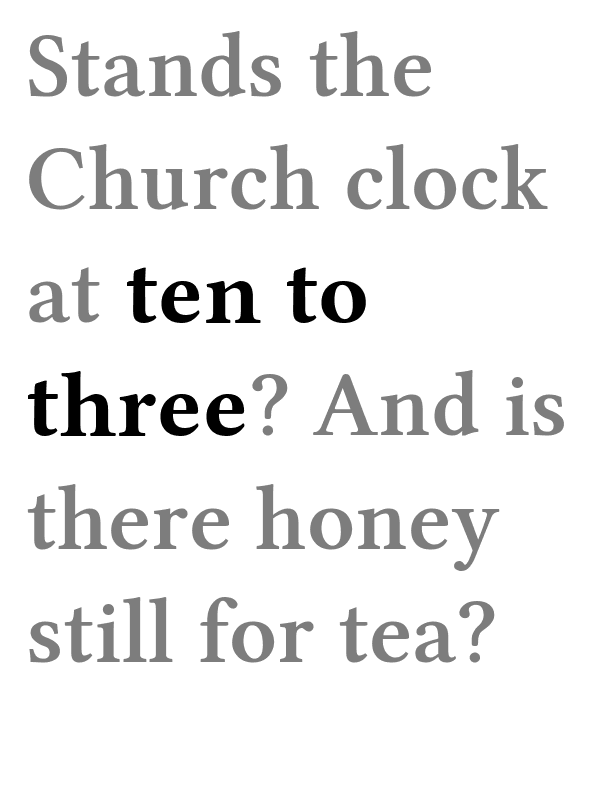 Stands the
Church clock
at ten to
three? And is
there honey
still for tea?